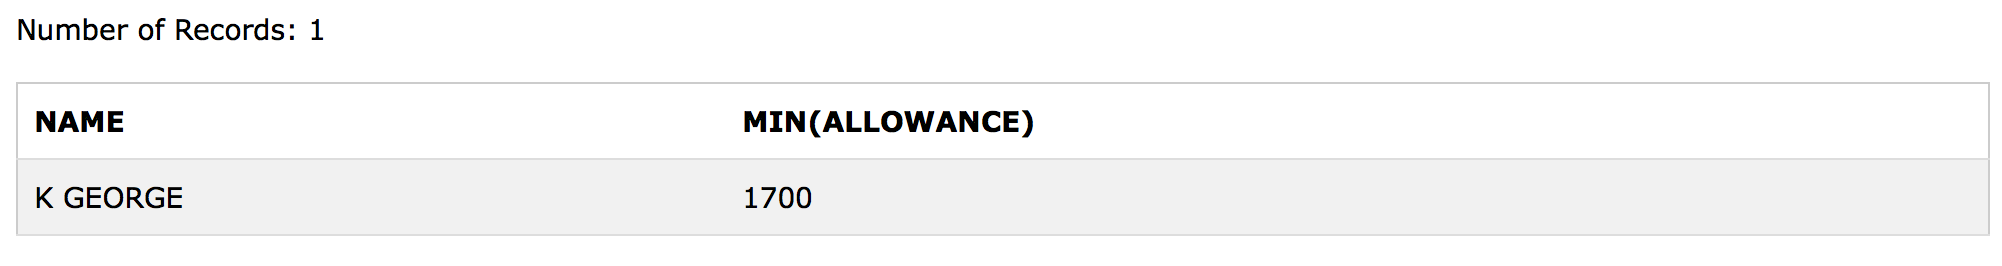 Number of Records: 1
NAME MIN(ALLOWANCE)
K GEORGE 1700